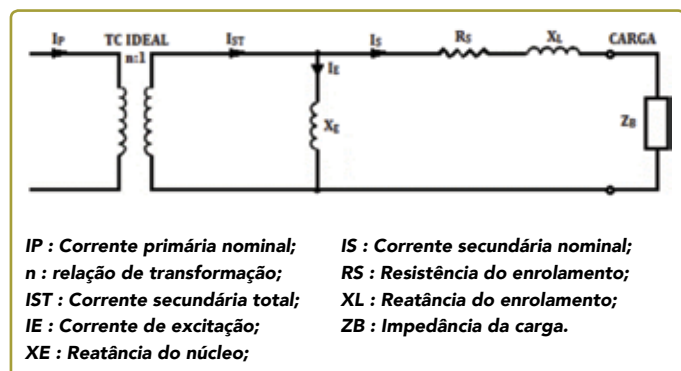 IP TC IDEAL IST IS RS XL CARGA
n:1
IE
XE
ZB
IP : Corrente primária nominal;
n : relação de transformação;
IST : Corrente secundária total;
IE : Corrente de excitação;
XE : Reatância do núcleo;
IS : Corrente secundária nominal;
RS : Resistência do enrolamento;
XL : Reatância do enrolamento;
ZB : Impedância da carga.